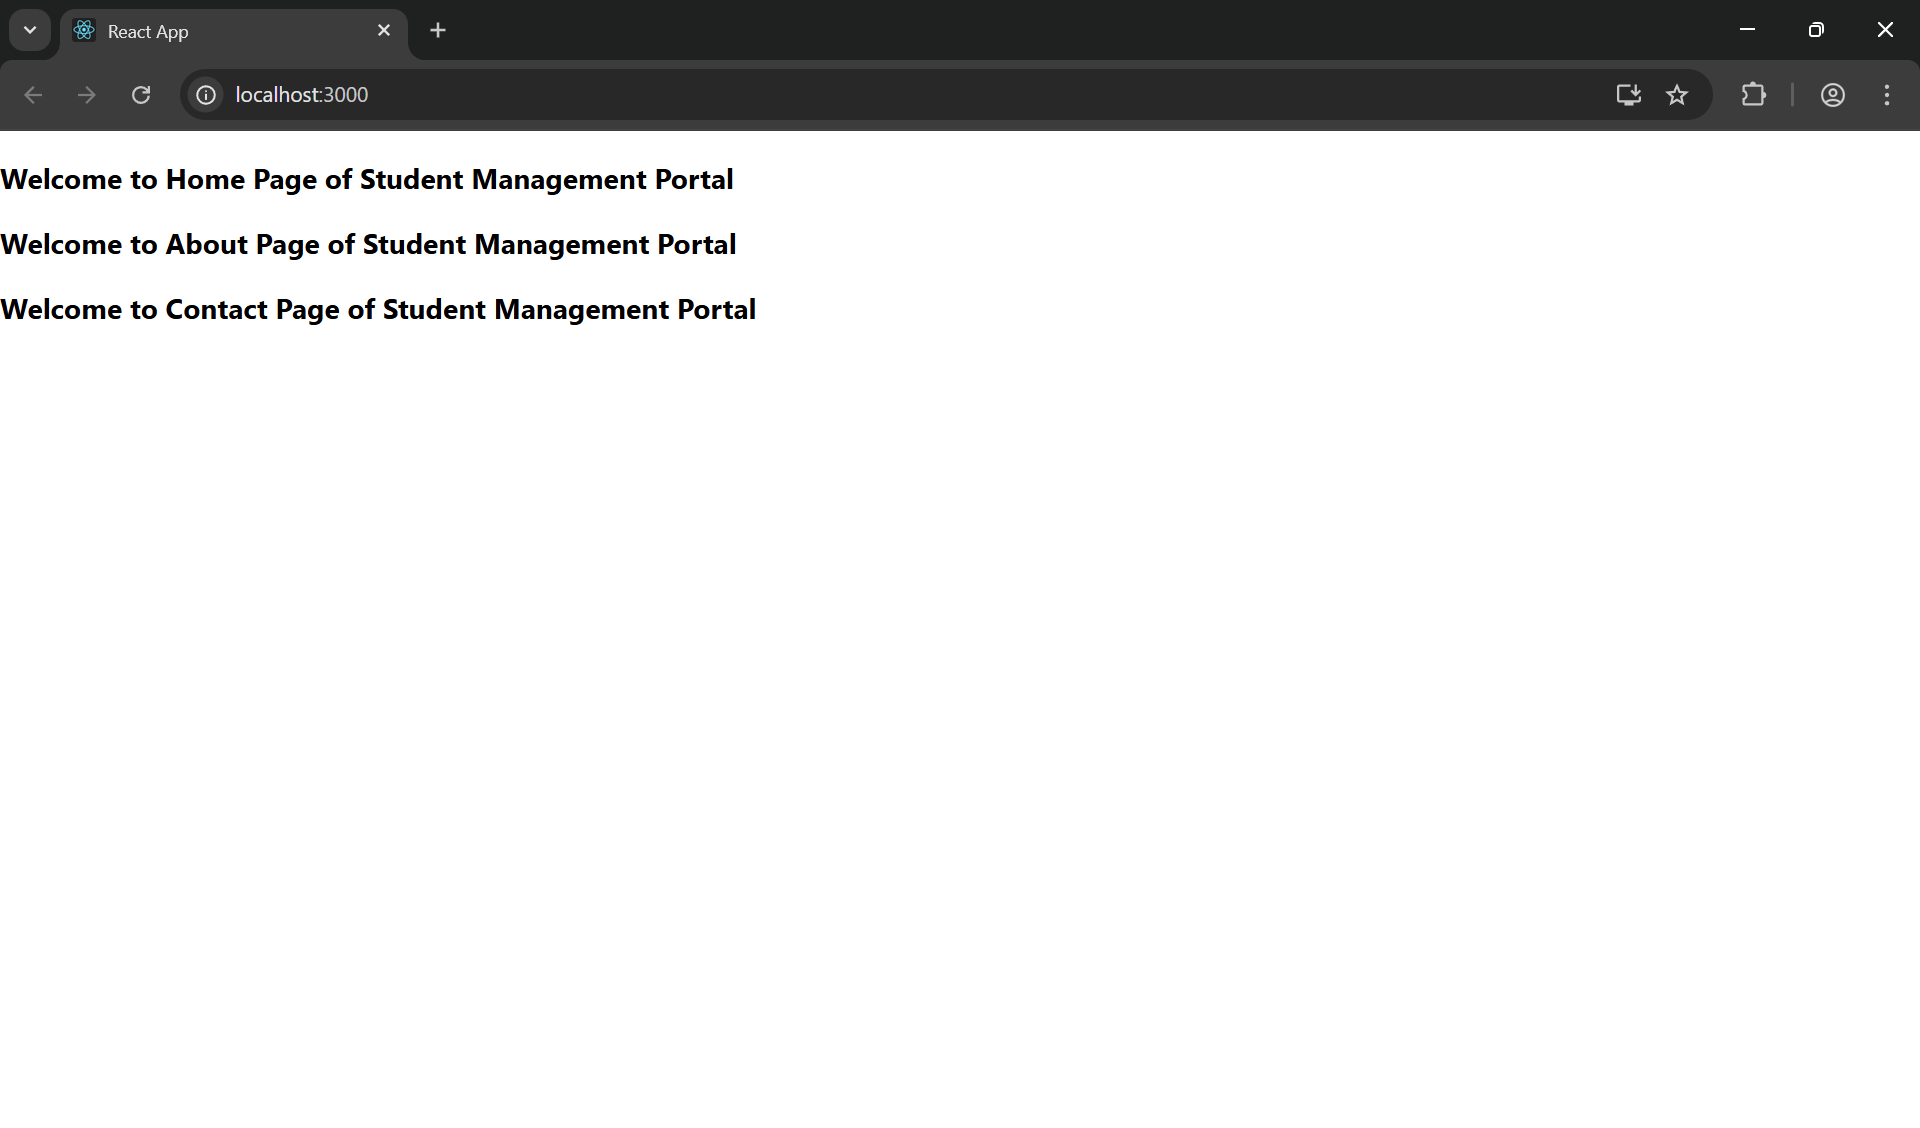 React App
localhost:3000
Welcome to Home Page of Student Management Portal
Welcome to About Page of Student Management Portal
Welcome to Contact Page of Student Management Portal